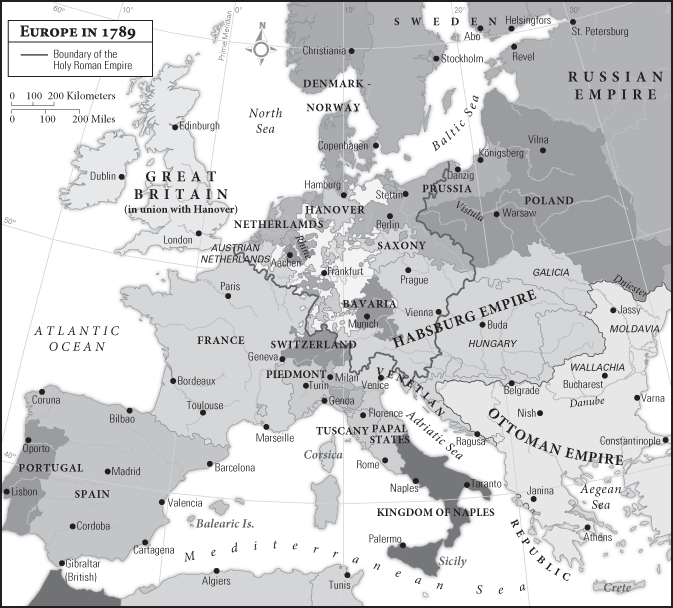 EUROPE IN 1789
Boundary of the
Holy Roman Empire
0 100 200 Kilometers
0 100 200 Miles
60°
10°
Prime Meridian
0°
N
10°
20°
30°
60°
SWEDEN
Helsingfors
Abo
St. Petersburg
Christiania
Stockholm
Revel
DENMARK -
NORWAY
RUSSIAN
EMPIRE
North
Sea
Baltic Sea
Edinburgh
Copenhagen
Vilna
Königsberg
Danzig
Dublin
GREAT
BRITAIN
(in union with Hanover)
Hamburg
Stettin
PRUSSIA
POLAND
HANOVER
Vistula
Warsaw
50°
NETHERLANDS
Berlin
London
AUSTRIAN
NETHERLANDS
Rhine
SAXONY
50°
Aachen
Frankfurt
Prague
GALICIA
Dniester
Paris
BAVARIA
Munich
Vienna
HABSBURG EMPIRE
Jassy
MOLDAVIA
ATLANTIC
OCEAN
FRANCE
SWITZERLAND
Buda
HUNGARY
Geneva
PIEDMONT
Milan
Turin
Venice
VENETIAN
WALLACHIA
Bucharest
Bordeaux
Genoa
Belgrade
Danube
Varna
Coruna
Toulouse
Florence
Nish
Bilbao
TUSCANY
PAPAL
STATES
Adriatic Sea
OTTOMAN EMPIRE
Marseille
Corsica
Ragusa
Constantinople
Oporto
40°
Rome
40°
PORTUGAL
Madrid
Barcelona
Naples
Taranto
Janina
Aegean
Sea
Lisbon
SPAIN
Valencia
KINGDOM OF NAPLES
Balearic Is.
Cordoba
REPUBLIC
Athens
Cartagena
Palermo
Gibraltar
(British)
Mediterranean Sea
Sicily
Algiers
Tunis
Crete